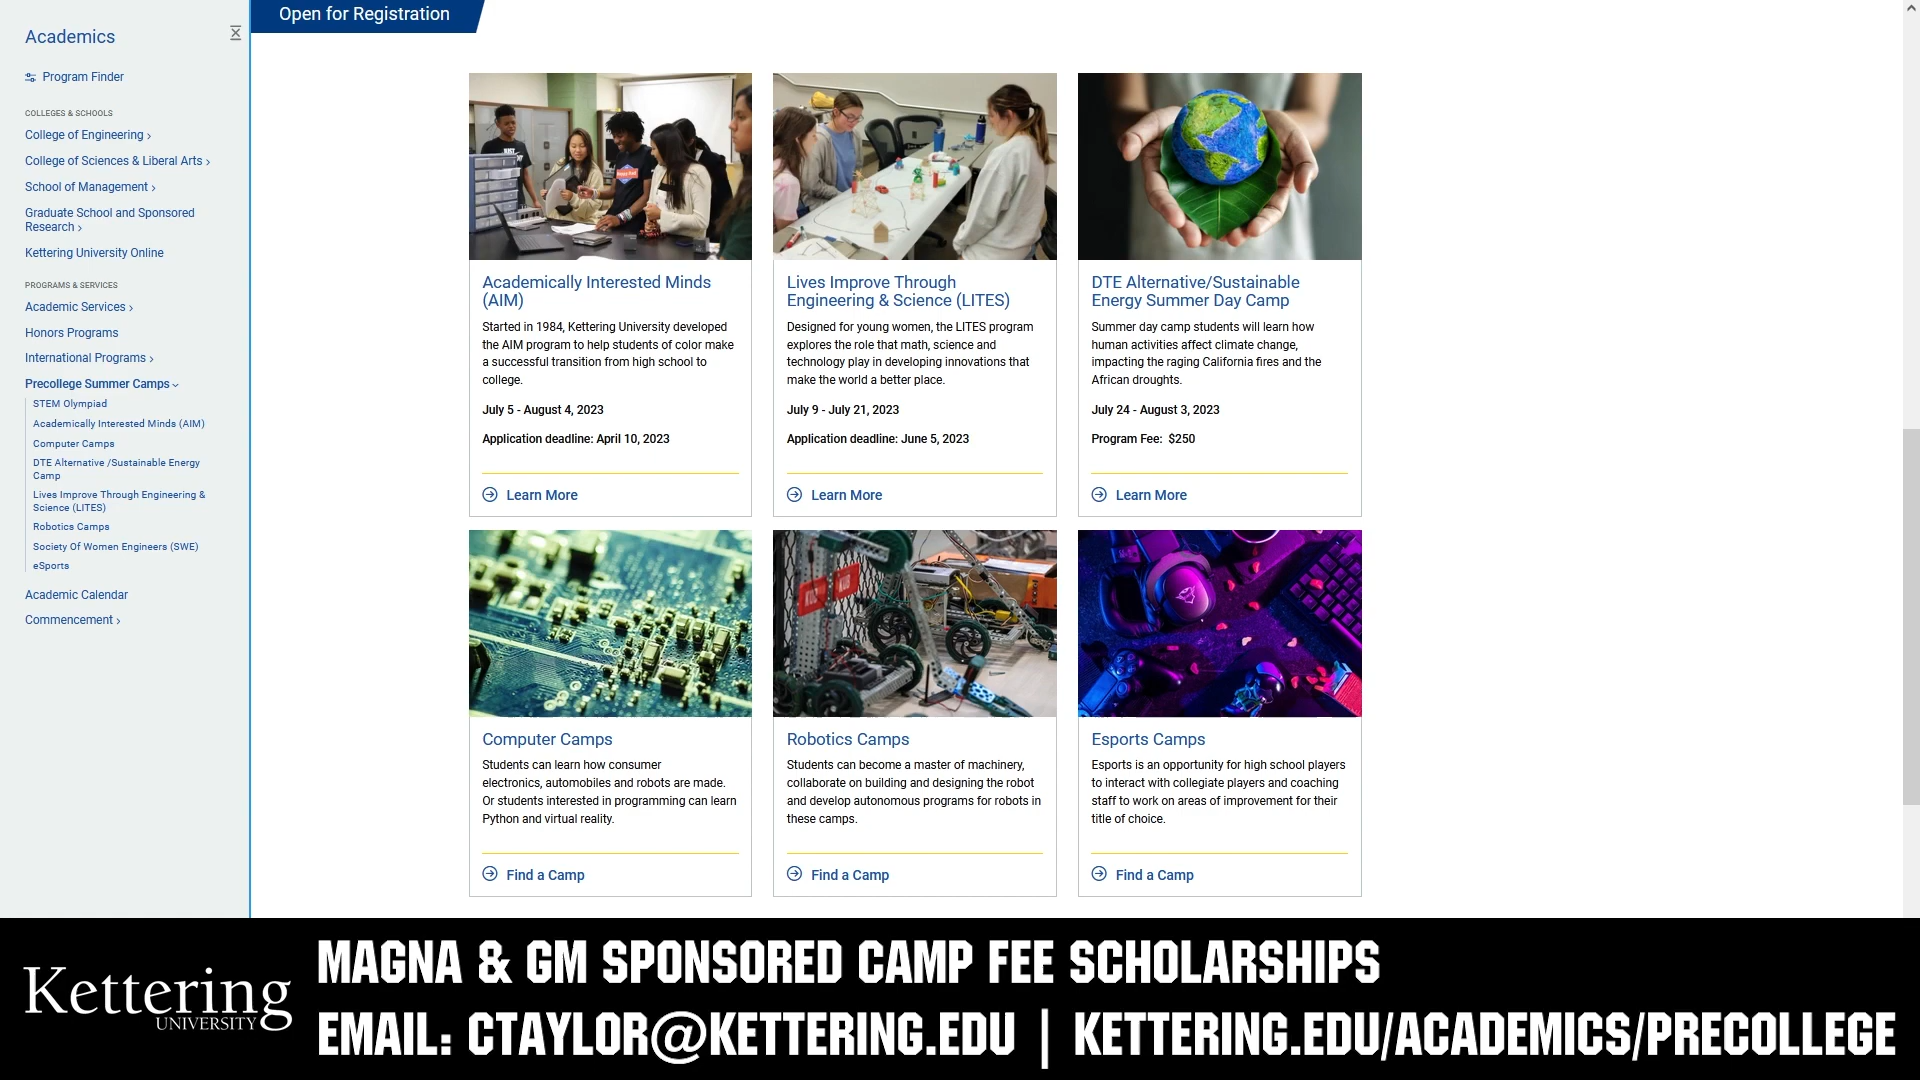 Open for Registration
Academics
Program Finder
COLLEGES & SCHOOLS
College of Engineering
College of Sciences & Liberal Arts
School of Management
Graduate School and Sponsored
Research
Kettering University Online
PROGRAMS & SERVICES
Academic Services
Honors Programs
International Programs
Precollege Summer Camps
STEM Olympiad
Academically Interested Minds (AIM)
Computer Camps
DTE Alternative /Sustainable Energy
Camp
Lives Improve Through Engineering &
Science (LITES)
Robotics Camps
Society Of Women Engineers (SWE)
eSports
Academic Calendar
Commencement
Academically Interested Minds
(AIM)
Started in 1984, Kettering University developed
the AIM program to help students of color make
a successful transition from high school to
college.
July 5 - August 4, 2023
Application deadline: April 10, 2023
Learn More
Lives Improve Through
Engineering & Science (LITES)
Designed for young women, the LITES program
explores the role that math, science and
technology play in developing innovations that
make the world a better place.
July 9 - July 21, 2023
Application deadline: June 5, 2023
Learn More
DTE Alternative/Sustainable
Energy Summer Day Camp
Summer day camp students will learn how
human activities affect climate change,
impacting the raging California fires and the
African droughts.
July 24 - August 3, 2023
Program Fee: $250
Learn More
Computer Camps
Students can learn how consumer
electronics, automobiles and robots are made.
Or students interested in programming can learn
Python and virtual reality.
Find a Camp
Robotics Camps
Students can become a master of machinery,
collaborate on building and designing the robot
and develop autonomous programs for robots in
these camps.
Find a Camp
Esports Camps
Esports is an opportunity for high school players
to interact with collegiate players and coaching
staff to work on areas of improvement for their
title of choice.
Find a Camp
Kettering
UNIVERSITY
MAGNA & GM SPONSORED CAMP FEE SCHOLARSHIPS
EMAIL: CTAYLOR@KETTERING.EDU | KETTERING.EDU/ACADEMICS/PRECOLLEGE